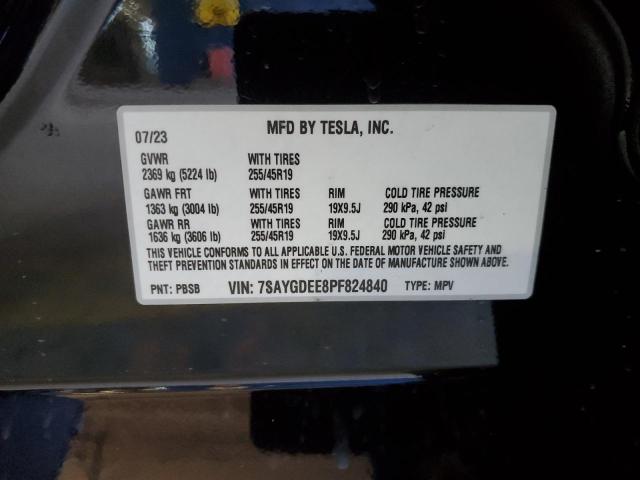 07/23 MFD BY TESLA, INC.
GVWR WITH TIRES
2369 kg (5224 lb) 255/45R19
GAWR FRT WITH TIRES RIM COLD TIRE PRESSURE
1363 kg (3004 lb) 255/45R19 19X9.5J 290 kPa, 42 psi
GAWR RR WITH TIRES RIM COLD TIRE PRESSURE
1636 kg (3606 lb) 255/45R19 19X9.5J 290 kPa, 42 psi
THIS VEHICLE CONFORMS TO ALL APPLICABLE U.S. FEDERAL MOTOR VEHICLE SAFETY AND
THEFT PREVENTION STANDARDS IN EFFECT ON THE DATE OF MANUFACTURE SHOWN ABOVE.
PNT: PBSB VIN: 7SAYGDEE8PF824840 TYPE: MPV